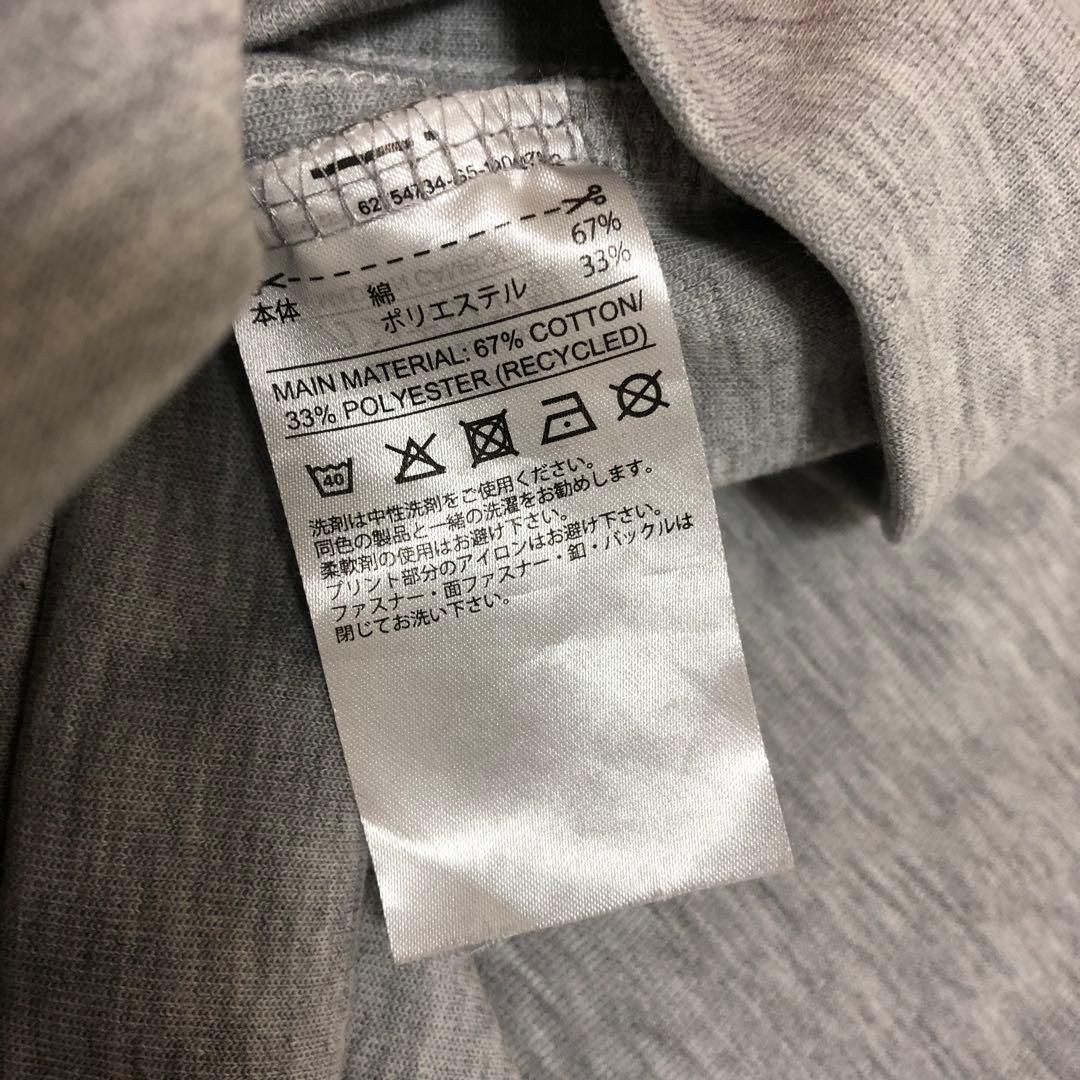 本体 綿 67%
ポリエステル 33%
MAIN MATERIAL: 67% COTTON/
33% POLYESTER (RECYCLED)
40
洗剤は中性洗剤をご使用ください。
同色の製品と一緒の洗濯をお勧めします。
柔軟剤の使用はお避け下さい。
プリント部分のアイロンはお避け下さい。
ファスナー・面ファスナー・釦・バックルは
閉じてお洗い下さい。